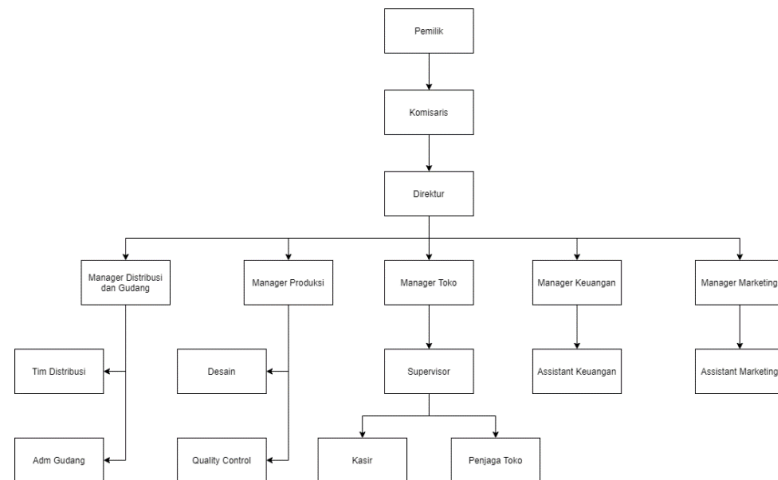 Pemilik
Komisaris
Direktur
Manager Distribusi
dan Gudang
Manager Produksi
Manager Toko
Manager Keuangan
Manager Marketing
Tim Distribusi
Desain
Supervisor
Assistant Keuangan
Assistant Marketing
Adm Gudang
Quality Control
Kasir
Penjaga Toko